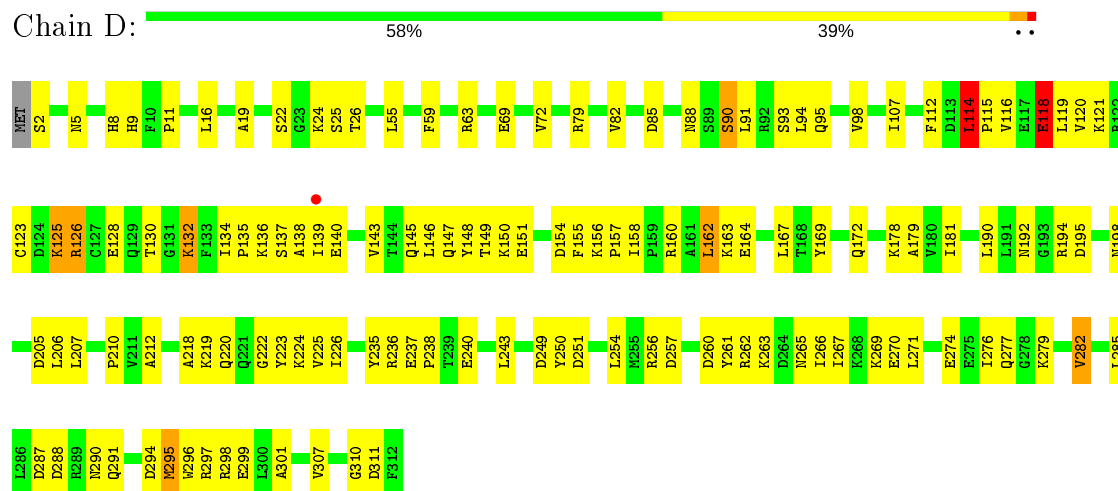 Chain D:
58% 39% • •
MET S2 N5 H8 H9 F10 P11 L16 A19 S22 G23 K24 S25 T26 L55 F59 R63 E69 V72 R79 V82 D85 N88 S89 S90 L91 R92 S93 L94 Q95 V98 I107 F112 D113 L114 P115 V116 E117 E118 L119 V120 K121
C123 D124 K125 R126 C127 E128 Q129 T130 G131 K132 F133 I134 P135 K136 S137 A138 I139 E140 V143 T144 Q145 L146 Q147 Y148 T149 K150 E151 D154 F155 K156 P157 I158 P159 R160 A161 L162 K163 E164 L167 T168 Y169 Q172 K178 A179 V180 I181 L190 L191 N192 G193 R194 D195
D205 L206 L207 P210 V211 A212 A218 K219 Q220 Q221 G222 Y223 K224 V225 I226 Y235 R236 E237 P238 T239 E240 L243 D249 Y250 D251 L254 M255 R256 D257 D260 Y261 R262 K263 D264 N265 I266 I267 K268 K269 E270 L271 E274 E275 I276 Q277 G278 K279 V282
L286 D287 D288 R289 N290 Q291 D294 M295 W296 R297 R298 E299 L300 A301 V307 G310 D311 F312